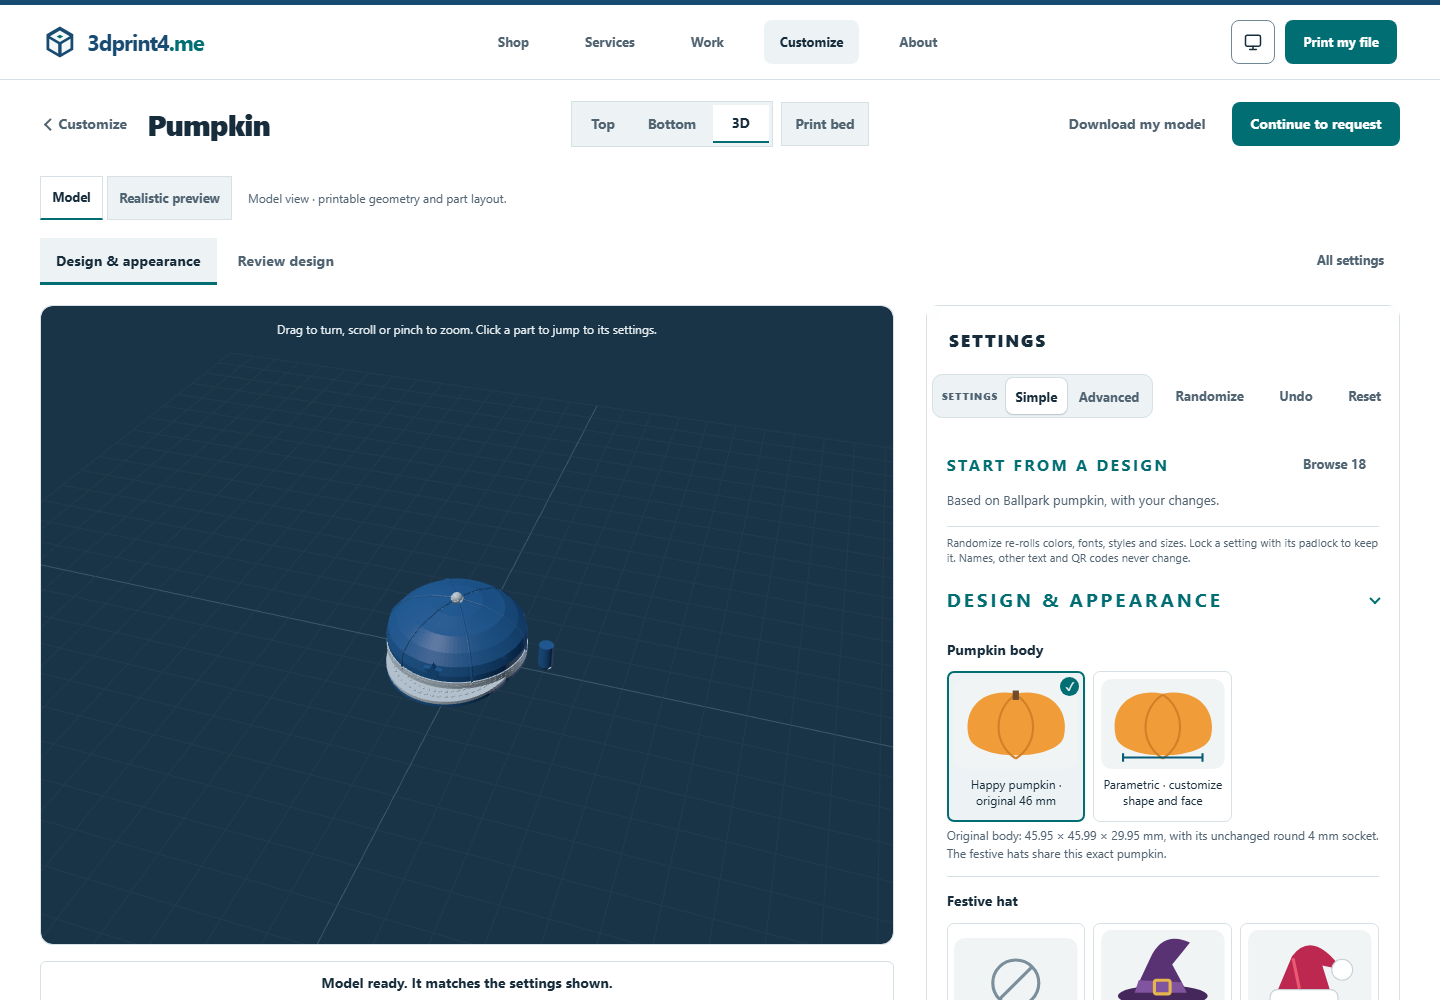 3dprint4.me
Shop
Services
Work
Customize
About
Print my file
Customize
Pumpkin
Top
Bottom
3D
Print bed
Download my model
Continue to request
Model
Realistic preview
Model view · printable geometry and part layout.
Design & appearance
Review design
All settings
Drag to turn, scroll or pinch to zoom. Click a part to jump to its settings.
Model ready. It matches the settings shown.
SETTINGS
SETTINGS
Simple
Advanced
Randomize
Undo
Reset
START FROM A DESIGN
Browse 18
Based on Ballpark pumpkin, with your changes.
Randomize re-rolls colors, fonts, styles and sizes. Lock a setting with its padlock to keep
it. Names, other text and QR codes never change.
DESIGN & APPEARANCE
Pumpkin body
Happy pumpkin ·
original 46 mm
Parametric · customize
shape and face
Original body: 45.95 × 45.99 × 29.95 mm, with its unchanged round 4 mm socket.
The festive hats share this exact pumpkin.
Festive hat